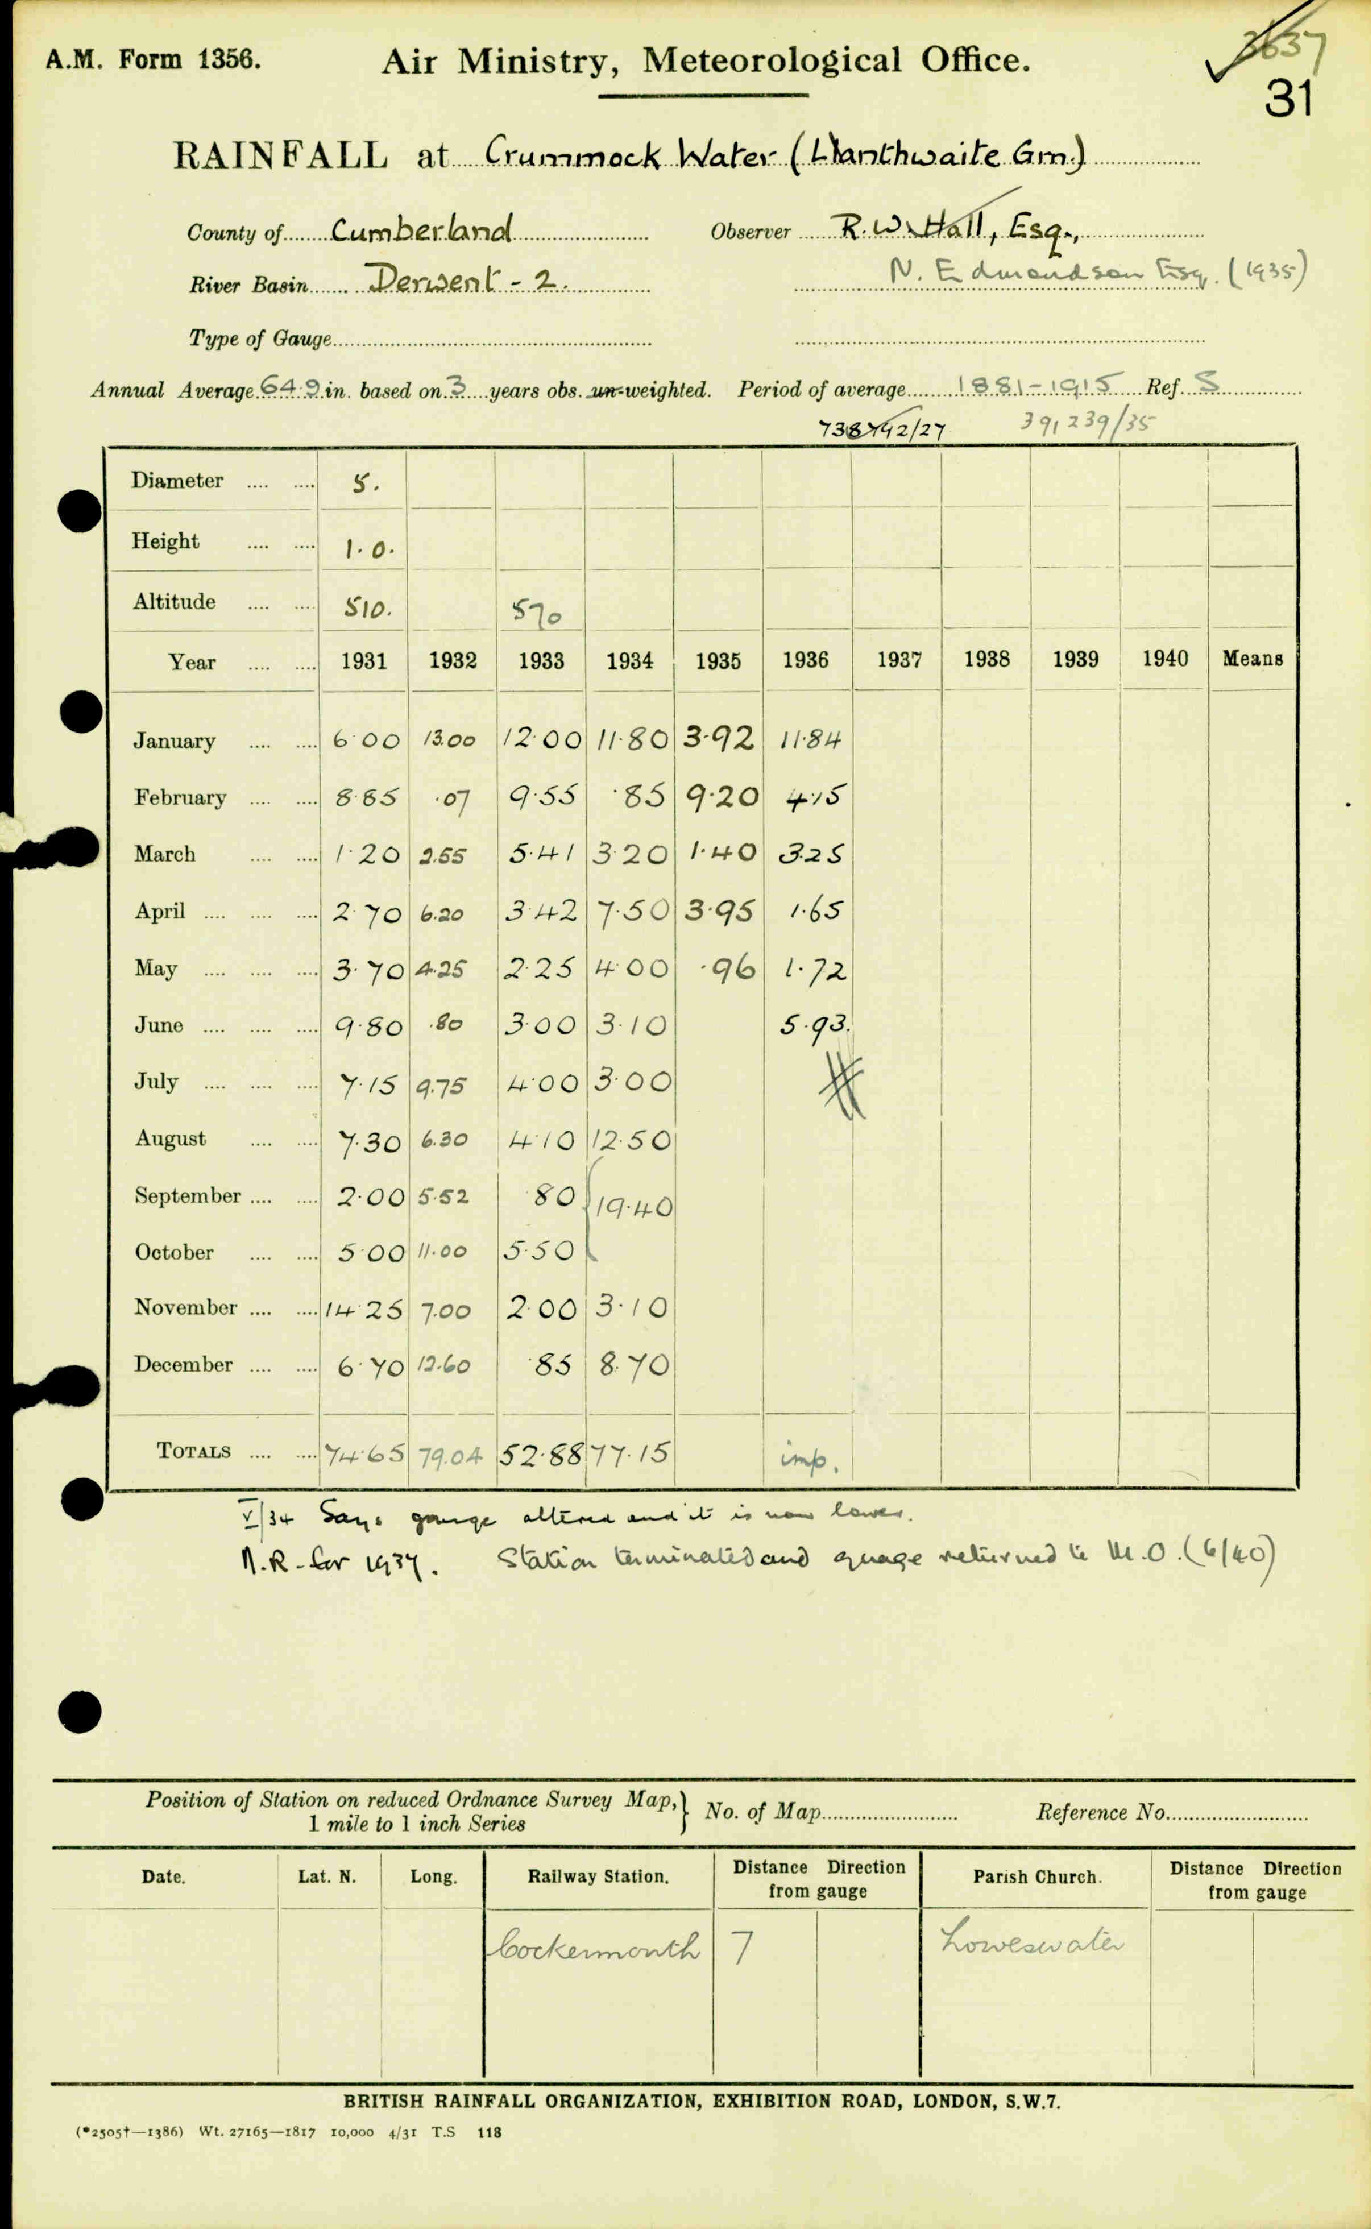 A.M. Form 1356.
Air Ministry, Meteorological Office.
3637
31
RAINFALL at Crummock Water (Llanthwaite Grn.)
County of Cumberland
Observer R.W. Hall, Esq.,
River Basin Derwent - 2.
N. Edmondson Esq. (1935)
Type of Gauge
Annual Average 64.9 in. based on 3 years obs. un-weighted. Period of average 1881-1915 Ref. S
391239/35
Diameter 5.
Height 1.0.
Altitude 510. 570
Year 1931 1932 1933 1934 1935 1936 1937 1938 1939 1940 Means
January 6.00 13.00 12.00 11.80 3.92 11.84
February 8.85 .07 9.55 .85 9.20 4.15
March 1.20 2.55 5.41 3.20 1.40 3.25
April 2.70 6.20 3.42 7.50 3.95 1.65
May 3.70 4.25 2.25 4.00 .96 1.72
June 9.80 .80 3.00 3.10 5.93.
July 7.15 9.75 4.00 3.00
August 7.30 6.30 4.10 12.50
September 2.00 5.52 .80 19.40
October 5.00 11.00 5.50
November 14.25 7.00 2.00 3.10
December 6.70 12.60 .85 8.70
TOTALS 74.65 79.04 52.88 77.15 imp.
V/34 Says gauge altered and it is now lower.
N.R. for 1937. Station terminated and guage returned to M.O. (6/40)
Position of Station on reduced Ordnance Survey Map, 1 mile to 1 inch Series } No. of Map Reference No.
Date. Lat. N. Long. Railway Station. Distance Direction from gauge Parish Church. Distance Direction from gauge
Cockermouth 7 Loweswater
BRITISH RAINFALL ORGANIZATION, EXHIBITION ROAD, LONDON, S.W.7.
(*2505†—1386) Wt. 27165—1817 10,000 4/31 T.S 118